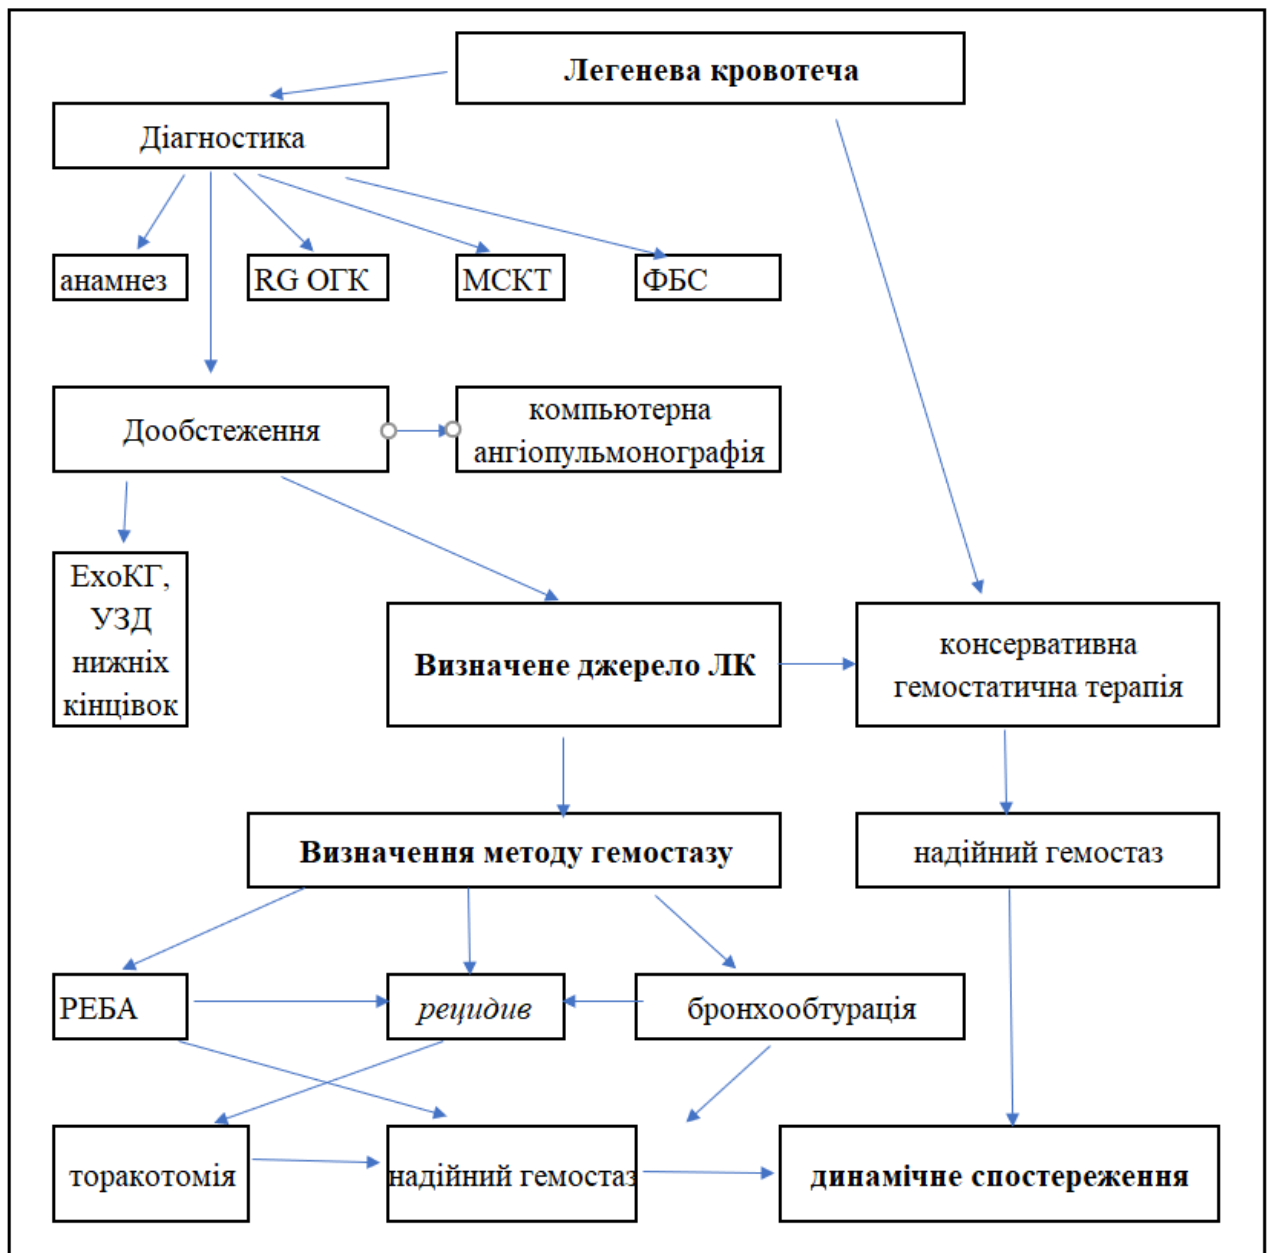 Легенева кровотеча
Діагностика
анамнез
RG ОГК
МСКТ
ФБС
Дообстеження
компьютерна
ангіопульмонографія
ЕхоКГ,
УЗД
нижніх
кінцівок
Визначене джерело ЛК
консервативна
гемостатична терапія
Визначення методу гемостазу
надійний гемостаз
РЕБА
рецидив
бронхообтурація
торакотомія
надійний гемостаз
динамічне спостереження